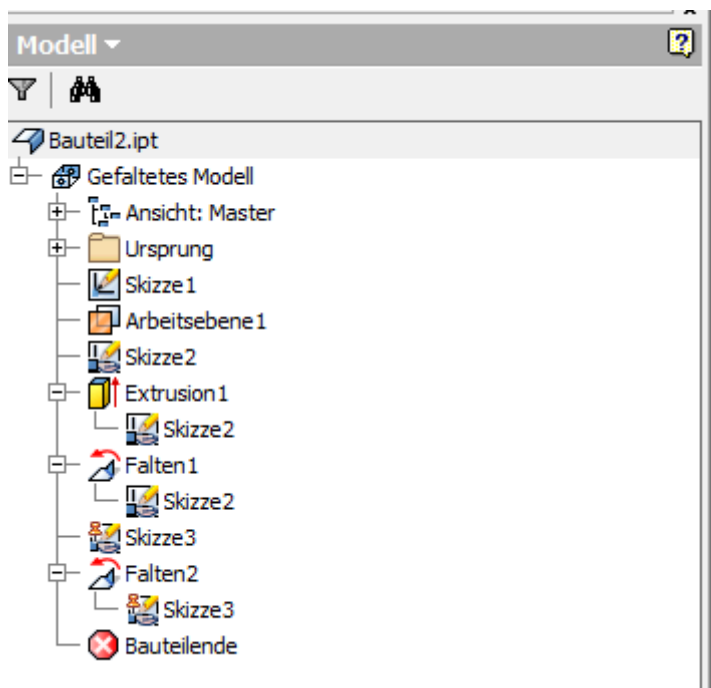 Modell
Bauteil2.ipt
Gefaltetes Modell
Ansicht: Master
Ursprung
Skizze1
Arbeitsebene1
Skizze2
Extrusion1
Skizze2
Falten1
Skizze2
Skizze3
Falten2
Skizze3
Bauteilende